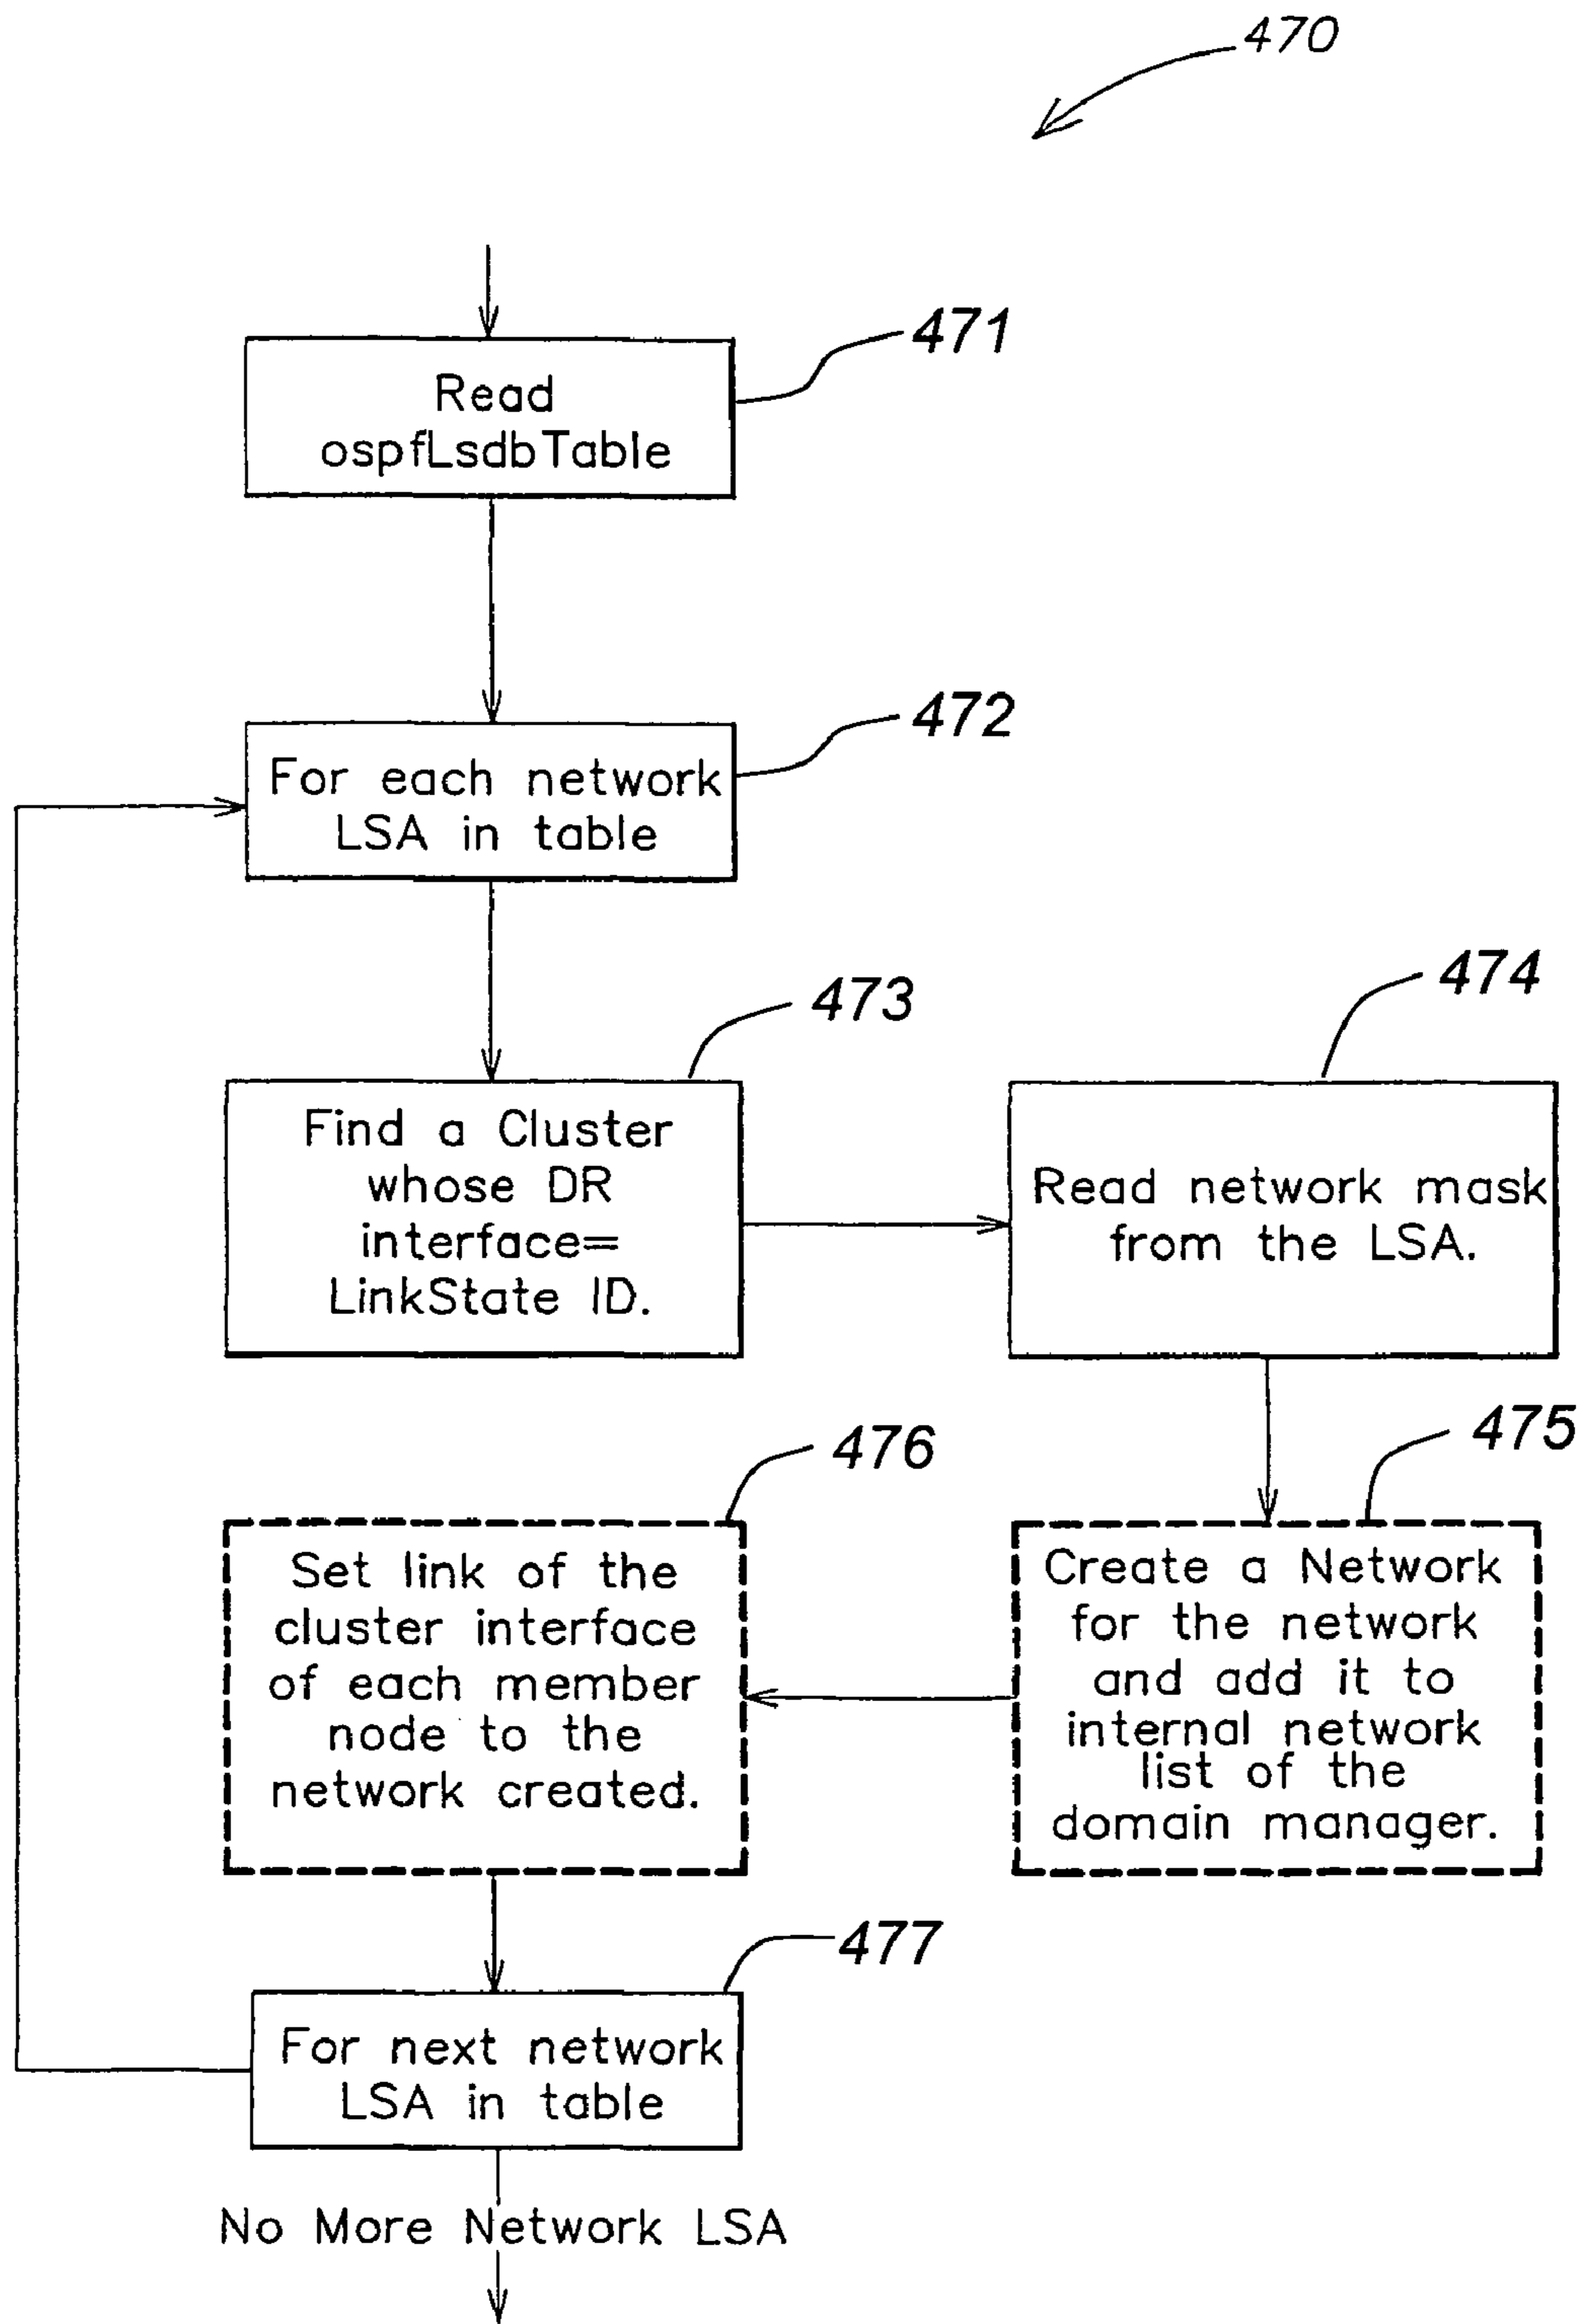 470
471
Read
ospfLsdbTable
472
For each network
LSA in table
473
Find a Cluster
whose DR
interface=
LinkState ID.
474
Read network mask
from the LSA.
475
Create a Network
for the network
and add it to
internal network
list of the
domain manager.
476
Set link of the
cluster interface
of each member
node to the
network created.
477
For next network
LSA in table
No More Network LSA